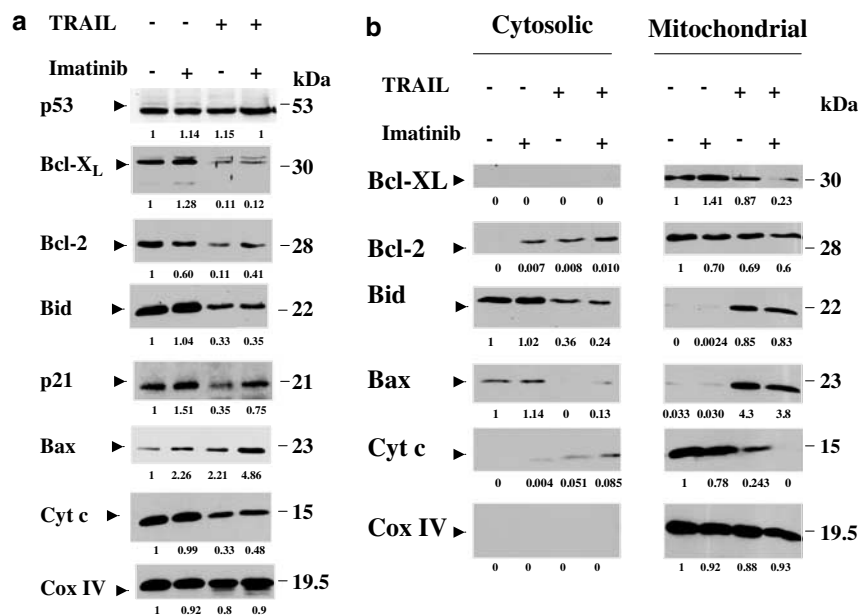 a
TRAIL - - + +
Imatinib - + - + kDa
p53 53
1 1.14 1.15 1
Bcl-XL 30
1 1.28 0.11 0.12
Bcl-2 28
1 0.60 0.11 0.41
Bid 22
1 1.04 0.33 0.35
p21 21
1 1.51 0.35 0.75
Bax 23
1 2.26 2.21 4.86
Cyt c 15
1 0.99 0.33 0.48
Cox IV 19.5
1 0.92 0.8 0.9
b
Cytosolic Mitochondrial
TRAIL - - + + - - + + kDa
Imatinib - + - + - + - +
Bcl-XL 30
0 0 0 0 1 1.41 0.87 0.23
Bcl-2 28
0 0.007 0.008 0.010 1 0.70 0.69 0.6
Bid 22
1 1.02 0.36 0.24 0 0.0024 0.85 0.83
Bax 23
1 1.14 0 0.13 0.033 0.030 4.3 3.8
Cyt c 15
0 0.004 0.051 0.085 1 0.78 0.243 0
Cox IV 19.5
0 0 0 0 1 0.92 0.88 0.93